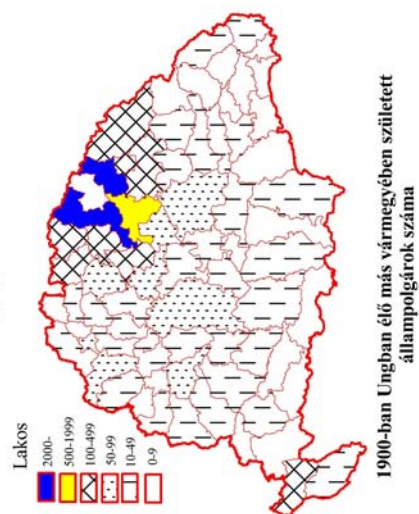 Lakos
2000-
500-1999
100-499
50-99
10-49
0-9
1900-ban Ungban élő más vármegyében született
állampolgárok száma